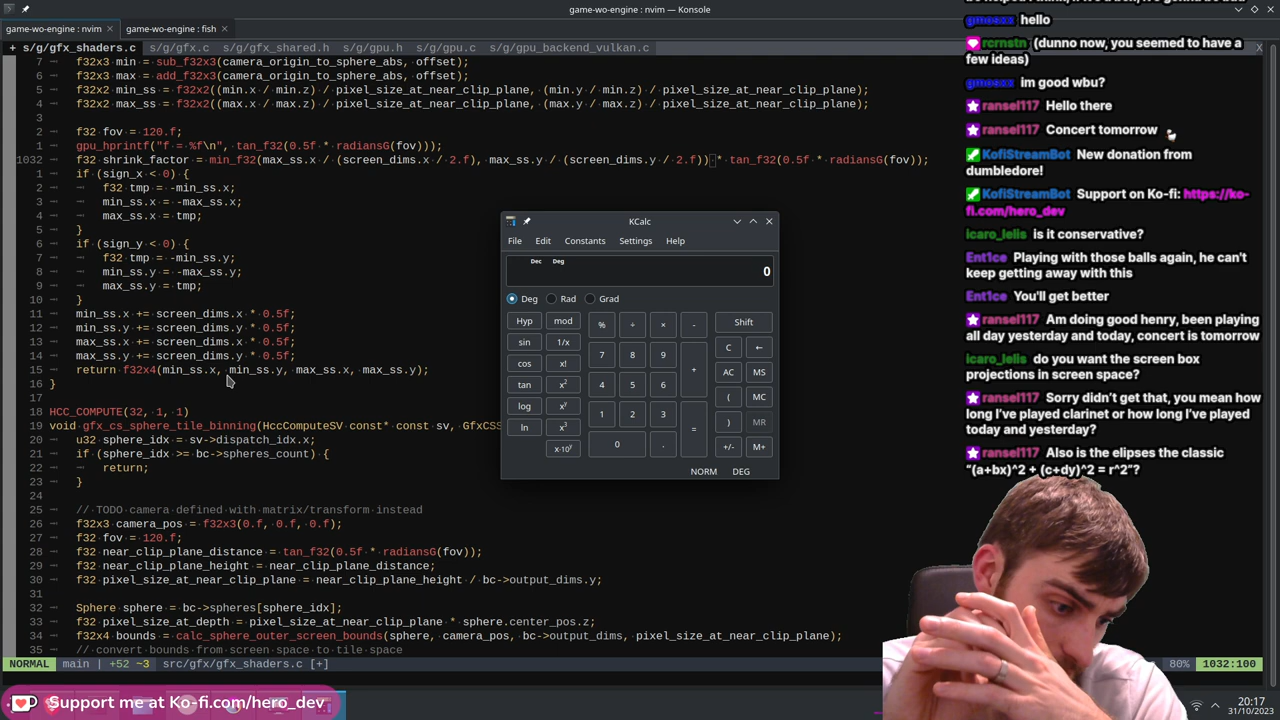 game-wo-engine : nvim — Konsole
game-wo-engine : nvim
game-wo-engine : fish
+ s/g/gfx_shaders.c
s/g/gfx.c
s/g/gpu.h
s/g/gpu.c
s/g/gpu_backend_vulkan.c
X
7 f32x3 min = sub_f32x3(camera_origin_to_sphere_abs, offset);
6 f32x3 max = add_f32x3(camera_origin_to_sphere_abs, offset);
5 f32x2 min_ss = f32x2((min.x / min.z) / pixel_size_at_near_clip_plane, (min.y / min.z) / pixel_size_at_near_clip_plane);
4 f32x2 max_ss = f32x2((max.x / max.z) / pixel_size_at_near_clip_plane, (max.y / max.z) / pixel_size_at_near_clip_plane);
3
2 f32 fov = 120.f;
1 gpu_hprintf("f = %f\n", tan_f32(0.5f * radiansG(fov)));
1032 f32 shrink_factor = min_f32(max_ss.x / (screen_dims.x / 2.f), max_ss.y / (screen_dims.y / 2.f)) * tan_f32(0.5f * radiansG(fov));
1 if (sign_x < 0) {
2 f32 tmp = -min_ss.x;
3 min_ss.x = -max_ss.x;
4 max_ss.x = tmp;
5 }
6 if (sign_y < 0) {
7 f32 tmp = -min_ss.y;
8 min_ss.y = -max_ss.y;
9 max_ss.y = tmp;
10 }
11 min_ss.x += screen_dims.x * 0.5f;
12 min_ss.y += screen_dims.y * 0.5f;
13 max_ss.x += screen_dims.x * 0.5f;
14 max_ss.y += screen_dims.y * 0.5f;
15 return f32x4(min_ss.x, min_ss.y, max_ss.x, max_ss.y);
16 }
17
18 HCC_COMPUTE(32, 1, 1)
19 void gfx_cs_sphere_tile_binning(HccComputeSV const* const sv, GfxCSS
20 u32 sphere_idx = sv->dispatch_idx.x;
21 if (sphere_idx >= bc->spheres_count) {
22 return;
23 }
24
25 // TODO camera defined with matrix/transform instead
26 f32x3 camera_pos = f32x3(0.f, 0.f, 0.f);
27 f32 fov = 120.f;
28 f32 near_clip_plane_distance = tan_f32(0.5f * radiansG(fov));
29 f32 near_clip_plane_height = near_clip_plane_distance;
30 f32 pixel_size_at_near_clip_plane = near_clip_plane_height / bc->output_dims.y;
31
32 Sphere sphere = bc->spheres[sphere_idx];
33 f32 pixel_size_at_depth = pixel_size_at_near_clip_plane * sphere.center_pos.z;
34 f32x4 bounds = calc_sphere_outer_screen_bounds(sphere, camera_pos, bc->output_dims, pixel_size_at_near_clip_plane);
35 // convert bounds from screen space to tile space
NORMAL main | +52 ~3 src/gfx/gfx_shaders.c [+]
80% 1032:100
KCalc
File Edit Constants Settings Help
Dec Deg
0
Deg Rad Grad
Hyp mod % ÷ × - Shift
sin 1/x 7 8 9 + C ←
cos x! AC MS
tan x² 4 5 6 ( MC
log xʸ 1 2 3 = ) MR
ln x³ 0 . +/- M+
x·10ʸ
NORM DEG
gmosxx hello
rcrnstn (dunno now, you seemed to have a
few ideas)
gmosxx im good wbu?
ransel117 Hello there
ransel117 Concert tomorrow
KofiStreamBot New donation from
dumbledore!
KofiStreamBot Support on Ko-fi: https://ko-
fi.com/hero_dev
icaro_lelis is it conservative?
Ent1ce Playing with those balls again, he can't
keep getting away with this
Ent1ce You'll get better
ransel117 Am doing good henry, been playing
all day yesterday and today, concert is tomorrow
icaro_lelis do you want the screen box
projections in screen space?
ransel117 Sorry didn't get that, you mean how
long I've played clarinet or how long I've played
today and yesterday?
ransel117 Also is the elipses the classic
"(a+bx)^2 + (c+dy)^2 = r^2"?
Support me at Ko-fi.com/hero_dev
20:17
31/10/2023